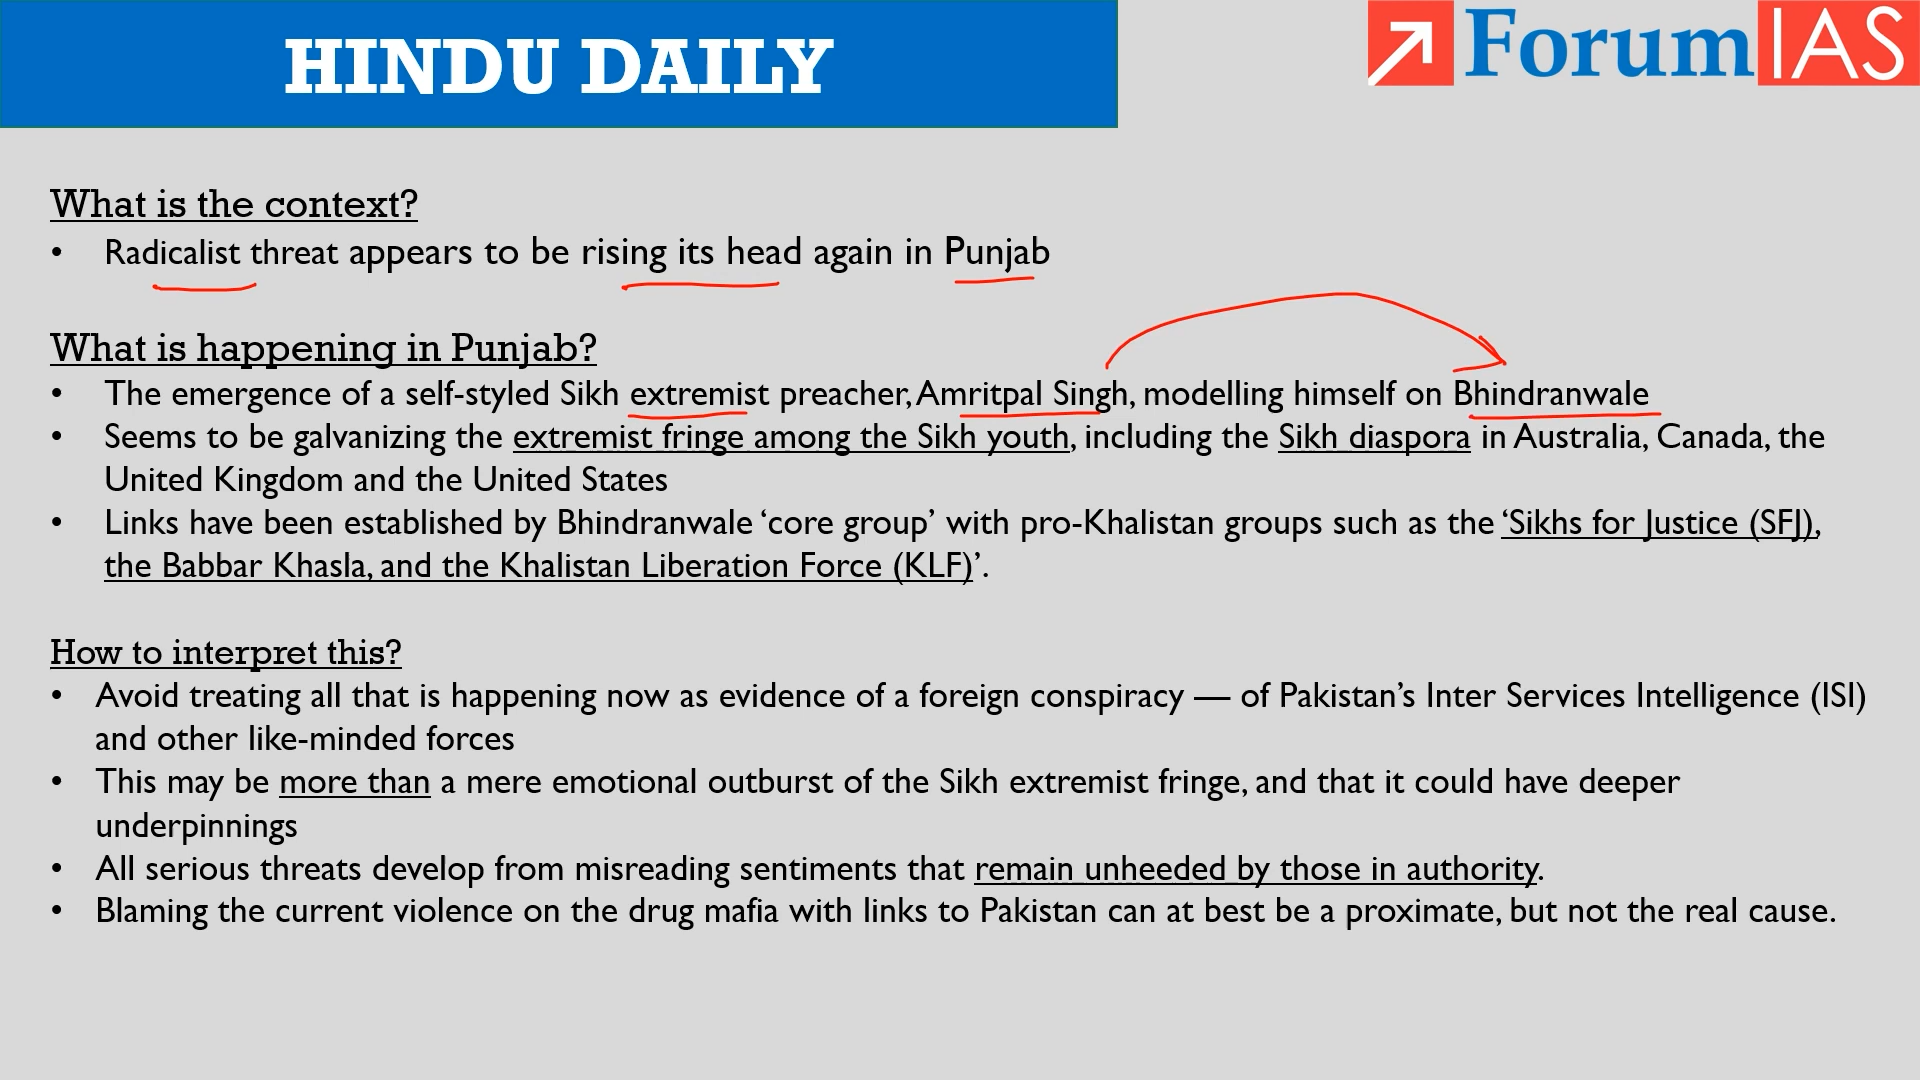 HINDU DAILY
Forum IAS
What is the context?
• Radicalist threat appears to be rising its head again in Punjab
What is happening in Punjab?
• The emergence of a self-styled Sikh extremist preacher, Amritpal Singh, modelling himself on Bhindranwale
• Seems to be galvanizing the extremist fringe among the Sikh youth, including the Sikh diaspora in Australia, Canada, the
United Kingdom and the United States
• Links have been established by Bhindranwale ‘core group’ with pro-Khalistan groups such as the ‘Sikhs for Justice (SFJ),
the Babbar Khasla, and the Khalistan Liberation Force (KLF)’.
How to interpret this?
• Avoid treating all that is happening now as evidence of a foreign conspiracy — of Pakistan’s Inter Services Intelligence (ISI)
and other like-minded forces
• This may be more than a mere emotional outburst of the Sikh extremist fringe, and that it could have deeper
underpinnings
• All serious threats develop from misreading sentiments that remain unheeded by those in authority.
• Blaming the current violence on the drug mafia with links to Pakistan can at best be a proximate, but not the real cause.